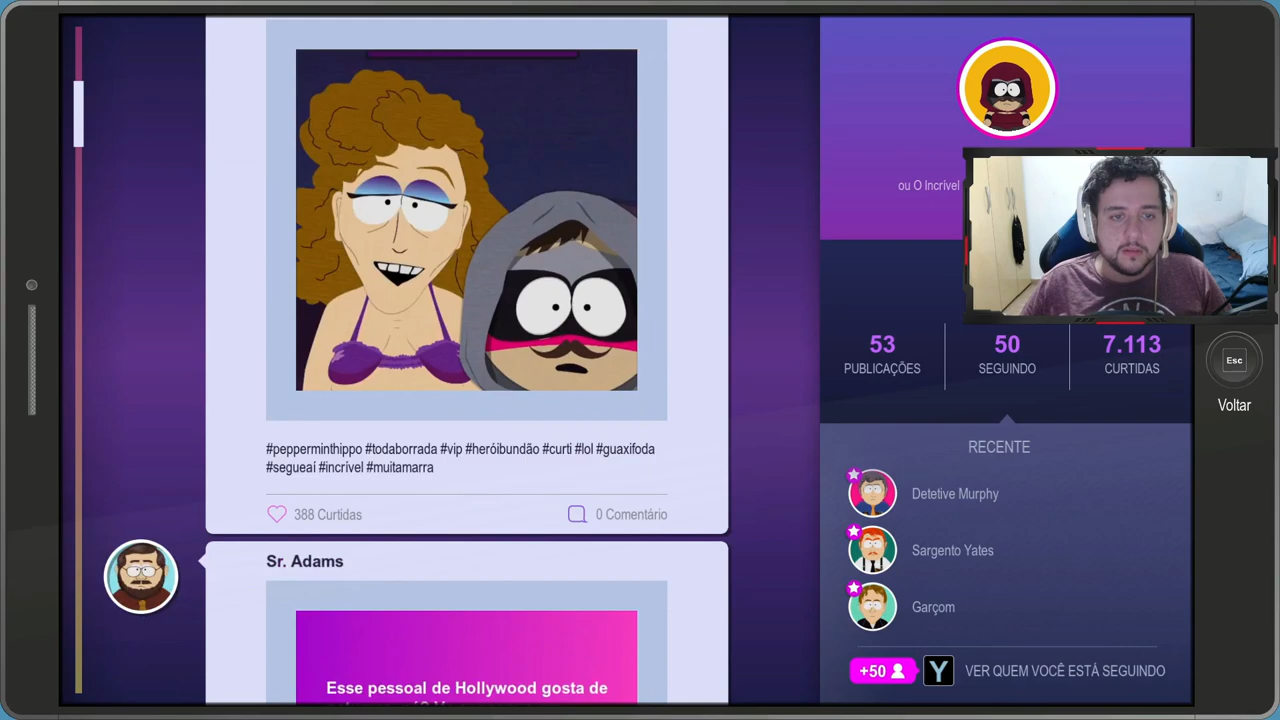 #pepperminthippo #todaborrada #vip #heróibundão #curti #lol #guaxifoda
#segueaí #incrível #muitamarra
388 Curtidas
0 Comentário
Sr. Adams
Esse pessoal de Hollywood gosta de
ou O Incrível
53
PUBLICAÇÕES
50
SEGUINDO
7.113
CURTIDAS
RECENTE
Detetive Murphy
Sargento Yates
Garçom
+50
Y
VER QUEM VOCÊ ESTÁ SEGUINDO
Esc
Voltar